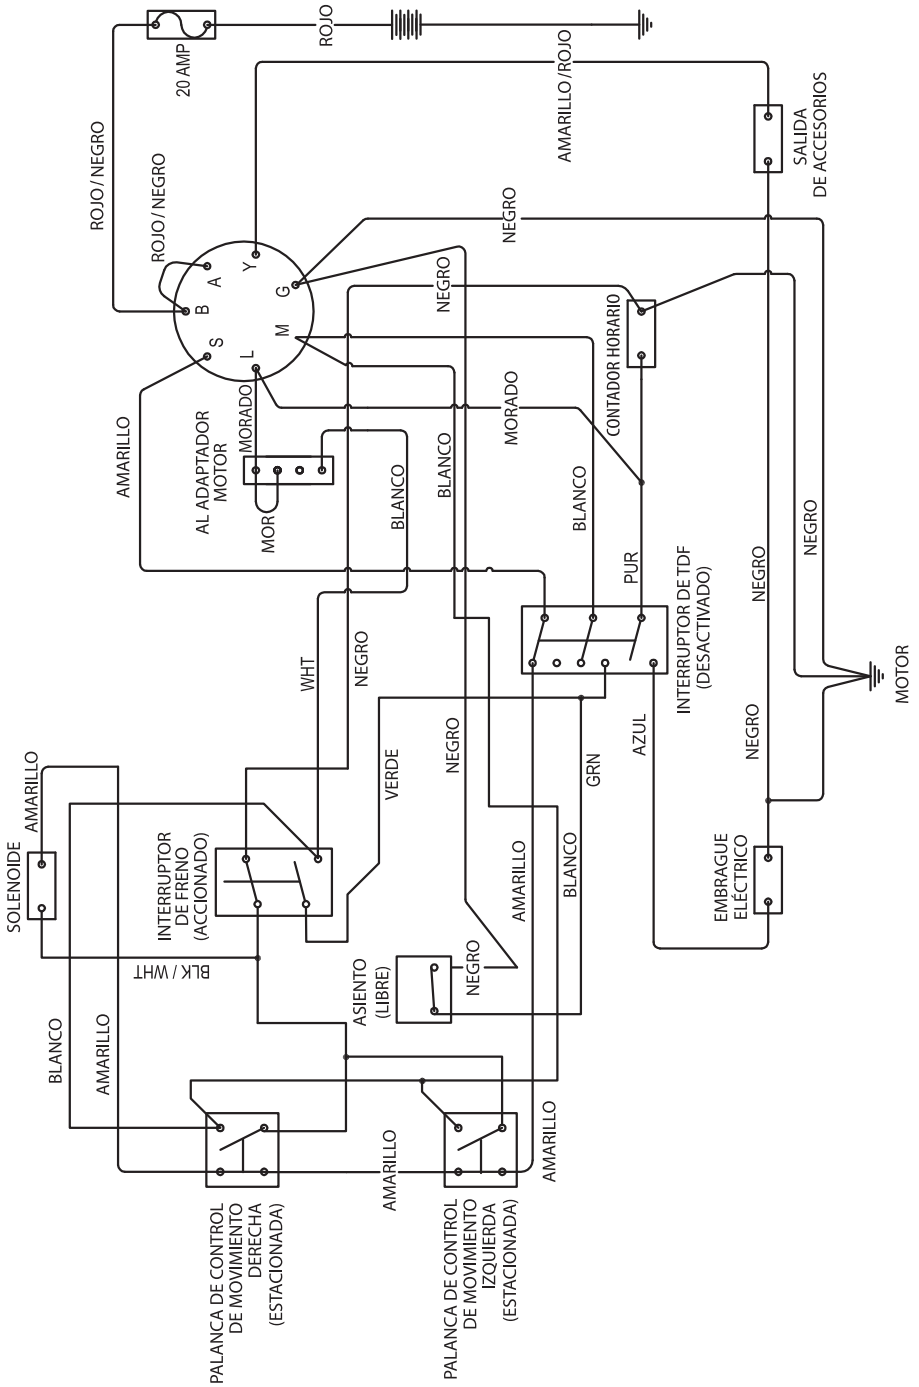 SOLENOIDE
AMARILLO
BLANCO
AMARILLO
BLK / WHT
ROJO / NEGRO
AMARILLO
ROJO / NEGRO
20 AMP
INTERRUPTOR
DE FRENO
(ACCIONADO)
PALANCA DE CONTROL
DE MOVIMIENTO
DERECHA
(ESTACIONADA)
AL ADAPTADOR
MOTOR
MORADO
MOR
S
B
A
L
Y
M
G
WHT
NEGRO
ROJO
ASIENTO
(LIBRE)
VERDE
BLANCO
AMARILLO
NEGRO
BLANCO
NEGRO
PALANCA DE CONTROL
DE MOVIMIENTO
IZQUIERDA
(ESTACIONADA)
NEGRO
AMARILLO
MORADO
NEGRO
AMARILLO
BLANCO
GRN
BLANCO
AMARILLO / ROJO
CONTADOR HORARIO
AZUL
PUR
INTERRUPTOR DE TDF
(DESACTIVADO)
EMBRAGUE
ELÉCTRICO
NEGRO
NEGRO
NEGRO
SALIDA
DE ACCESORIOS
MOTOR